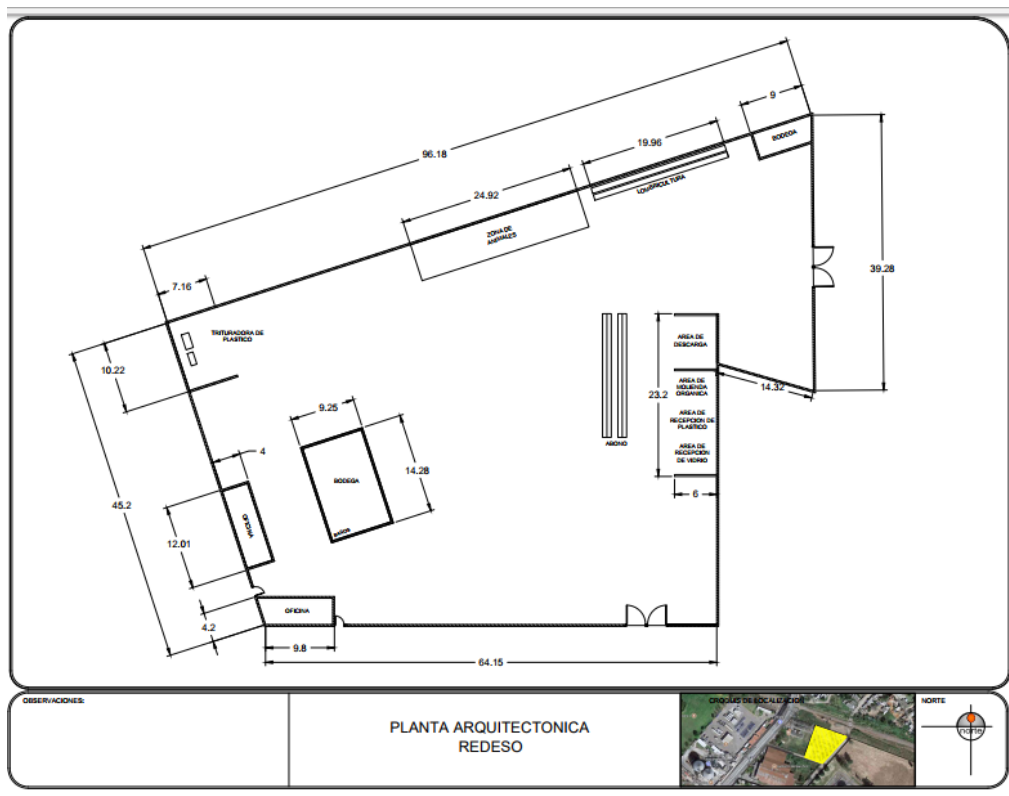 9
BODEGA
96.18
19.96
LOMBRICULTURA
24.92
ZONA DE
ANIMALES
39.28
7.16
TRITURADORA DE
PLASTICO
10.22
AREA DE
DESCARGA
14.32
AREA DE
MOLIENDA
ORGANICA
23.2
AREA DE
RECEPCION DE
PLASTICO
AREA DE
RECEPCION
DE VIDRIO
ABONO
6
9.25
14.28
BODEGA
BAÑOS
4
45.2
12.01
4.2
OFICINA
9.8
64.15
OBSERVACIONES:
PLANTA ARQUITECTONICA
REDESO
CROQUIS DE LOCALIZACION
NORTE
norte